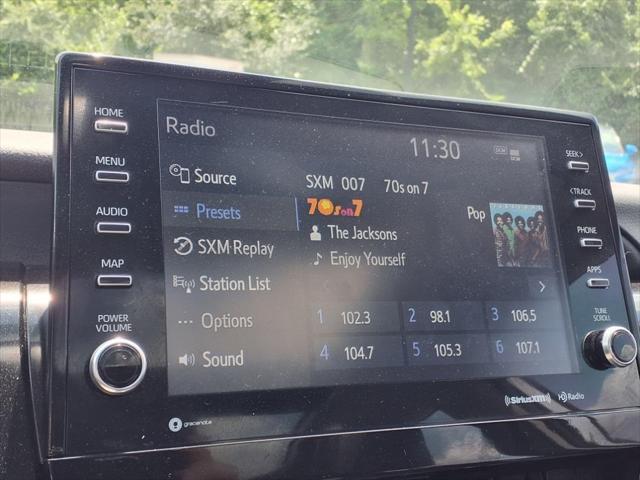 HOME
MENU
AUDIO
MAP
POWER
VOLUME
Radio
11:30
DCM
Source
Presets
SXM Replay
Station List
Options
Sound
SXM 007 70s on 7
70s on 7
Pop
The Jacksons
Enjoy Yourself
1 102.3
2 98.1
3 106.5
4 104.7
5 105.3
6 107.1
SEEK>
<TRACK
PHONE
APPS
TUNE
SCROLL
gracenote
((SiriusXM))
HD Radio